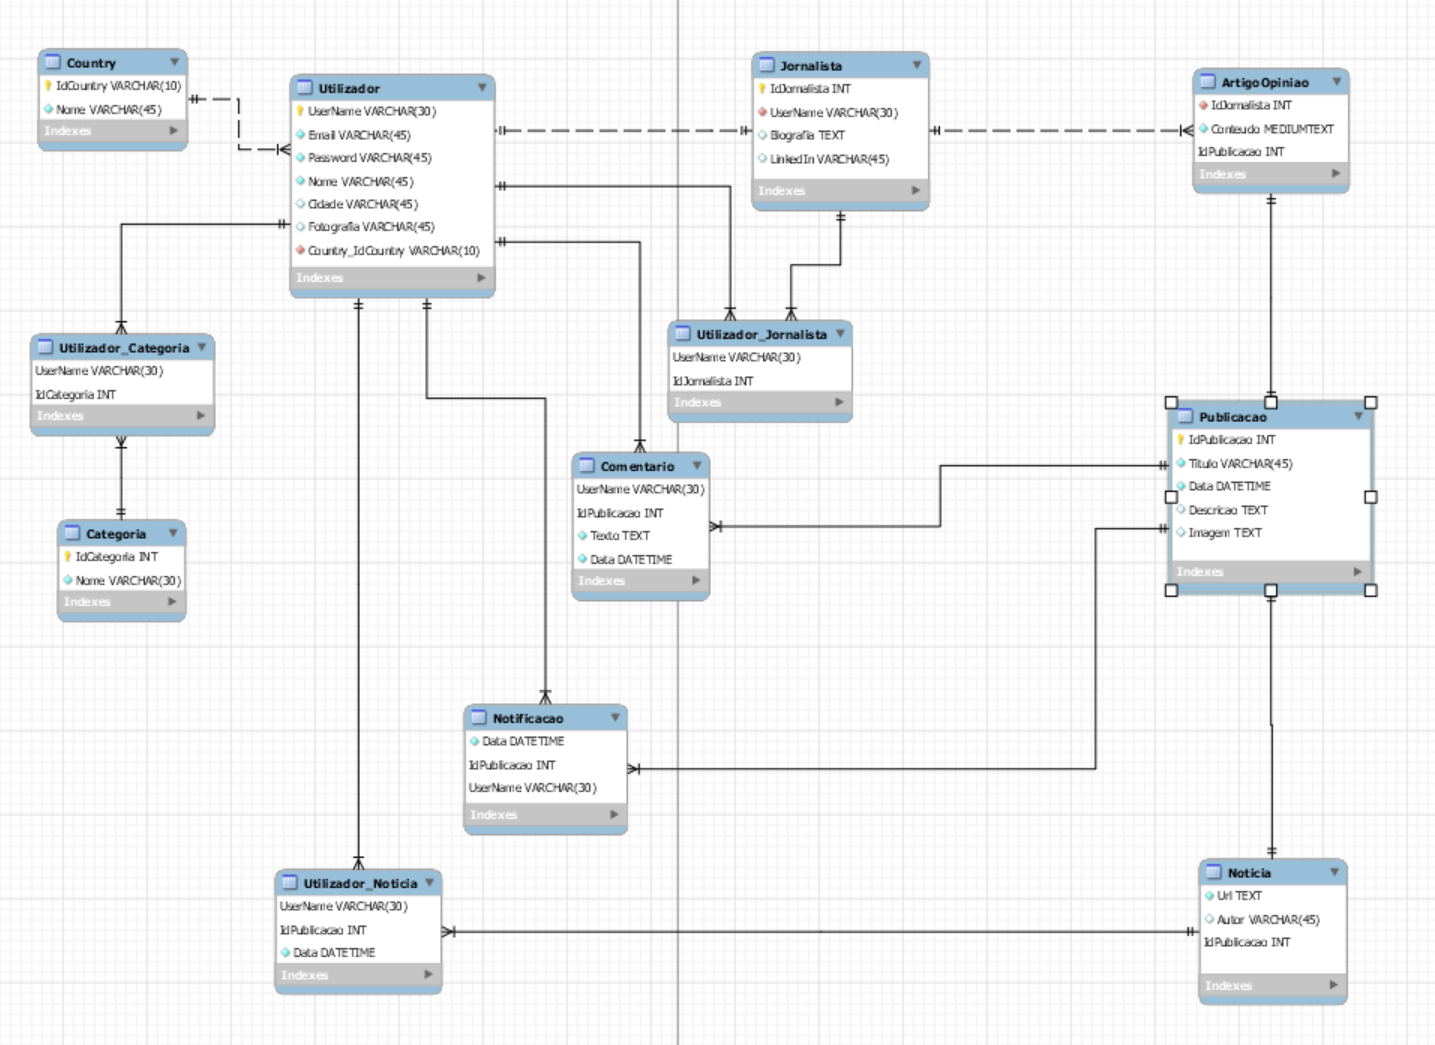 Country
IdCountry VARCHAR(10)
Nome VARCHAR(45)
Indexes
Utilizador
UserName VARCHAR(30)
Email VARCHAR(45)
Password VARCHAR(45)
Nome VARCHAR(45)
Cidade VARCHAR(45)
Fotografia VARCHAR(45)
Country_IdCountry VARCHAR(10)
Indexes
Jornalista
IdJornalista INT
UserName VARCHAR(30)
Biografia TEXT
LinkedIn VARCHAR(45)
Indexes
ArtigoOpiniao
IdJornalista INT
Conteudo MEDIUMTEXT
IdPublicacao INT
Indexes
Utilizador_Categoria
UserName VARCHAR(30)
IdCategoria INT
Indexes
Utilizador_Jornalista
UserName VARCHAR(30)
IdJornalista INT
Indexes
Publicacao
IdPublicacao INT
Titulo VARCHAR(45)
Data DATETIME
Descricao TEXT
Imagem TEXT
Indexes
Comentario
UserName VARCHAR(30)
IdPublicacao INT
Texto TEXT
Data DATETIME
Indexes
Categoria
IdCategoria INT
Nome VARCHAR(30)
Indexes
Notificacao
Data DATETIME
IdPublicacao INT
UserName VARCHAR(30)
Indexes
Utilizador_Noticia
UserName VARCHAR(30)
IdPublicacao INT
Data DATETIME
Indexes
Noticia
Url TEXT
Autor VARCHAR(45)
IdPublicacao INT
Indexes